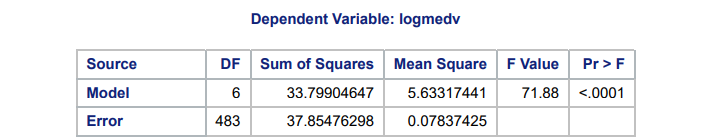 Dependent Variable: logmedv
Source DF Sum of Squares Mean Square F Value Pr > F
Model 6 33.79904647 5.63317441 71.88 <.0001
Error 483 37.85476298 0.07837425